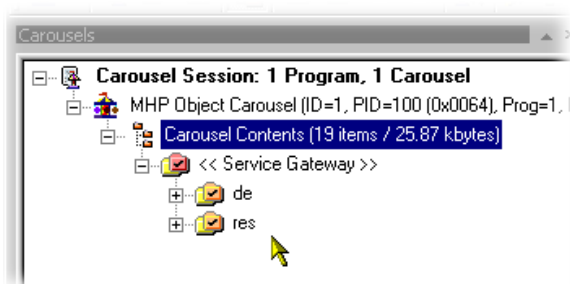 Carousels
Carousel Session: 1 Program, 1 Carousel
MHP Object Carousel (ID=1, PID=100 (0x0064), Prog=1,
Carousel Contents (19 items / 25.87 kbytes)
<< Service Gateway >>
de
res